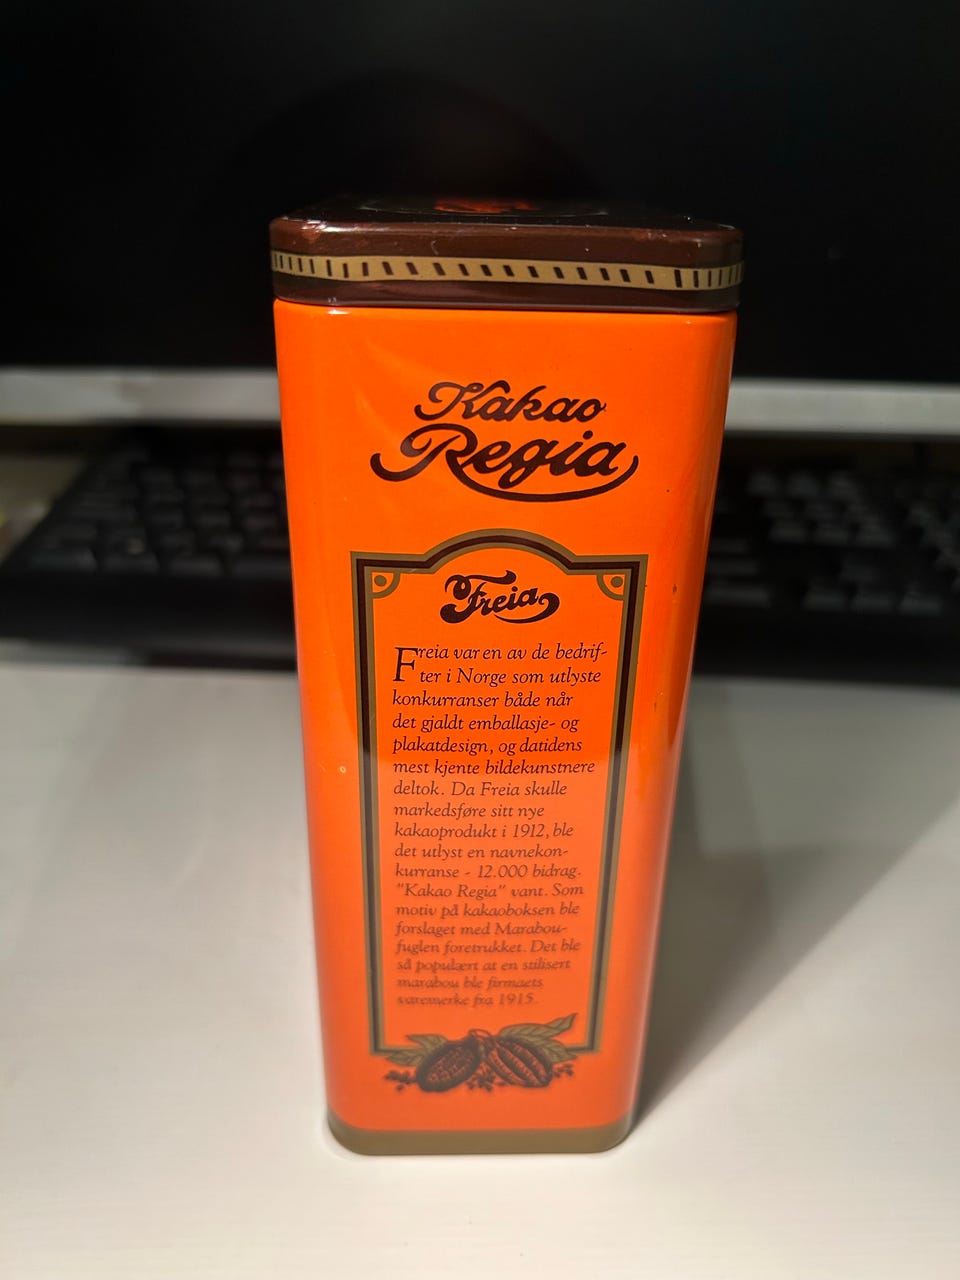 Kakao
Regia
Freia
Freia var en av de bedrif-
ter i Norge som utlyste
konkurranser både når
det gjaldt emballasje- og
plakatdesign, og datidens
mest kjente bildekunstnere
deltok. Da Freia skulle
markedsføre sitt nye
kakaoprodukt i 1912, ble
det utlyst en navnekon-
kurranse - 12.000 bidrag.
"Kakao Regia" vant. Som
motiv på kakaoboksen ble
forslaget med Marabou-
fuglen foretrukket. Det ble
så populært at en stilisert
marabou ble firmaets
varemerke fra 1915.